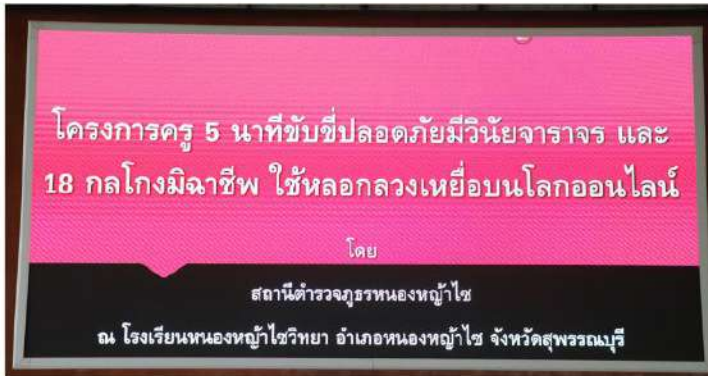 โครงการครู 5 นาทีขับขี่ปลอดภัยมีวินัยจาราจร และ
18 กลโกงมิฉาชีพ ใช้หลอกลวงเหยื่อบนโลกออนไลน์
โดย
สถานีตำรวจภูธรหนองหญ้าไซ
ณ โรงเรียนหนองหญ้าไซวิทยา อำเภอหนองหญ้าไซ จังหวัดสุพรรณบุรี